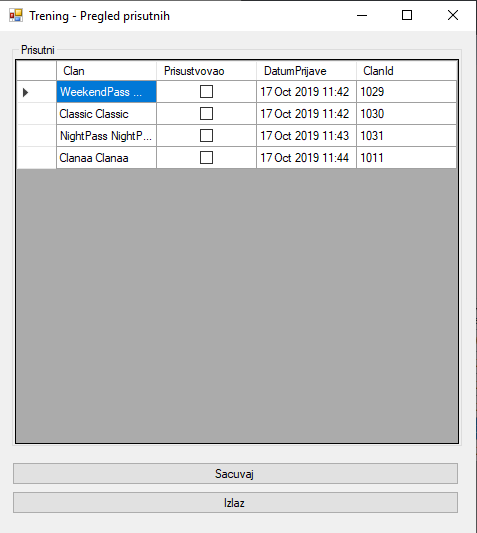 Trening - Pregled prisutnih
Prisutni
Clan Prisustvovao DatumPrijave ClanId
WeekendPass ... 17 Oct 2019 11:42 1029
Classic Classic 17 Oct 2019 11:42 1030
NightPass NightP... 17 Oct 2019 11:43 1031
Clanaa Clanaa 17 Oct 2019 11:44 1011
Sacuvaj
Izlaz